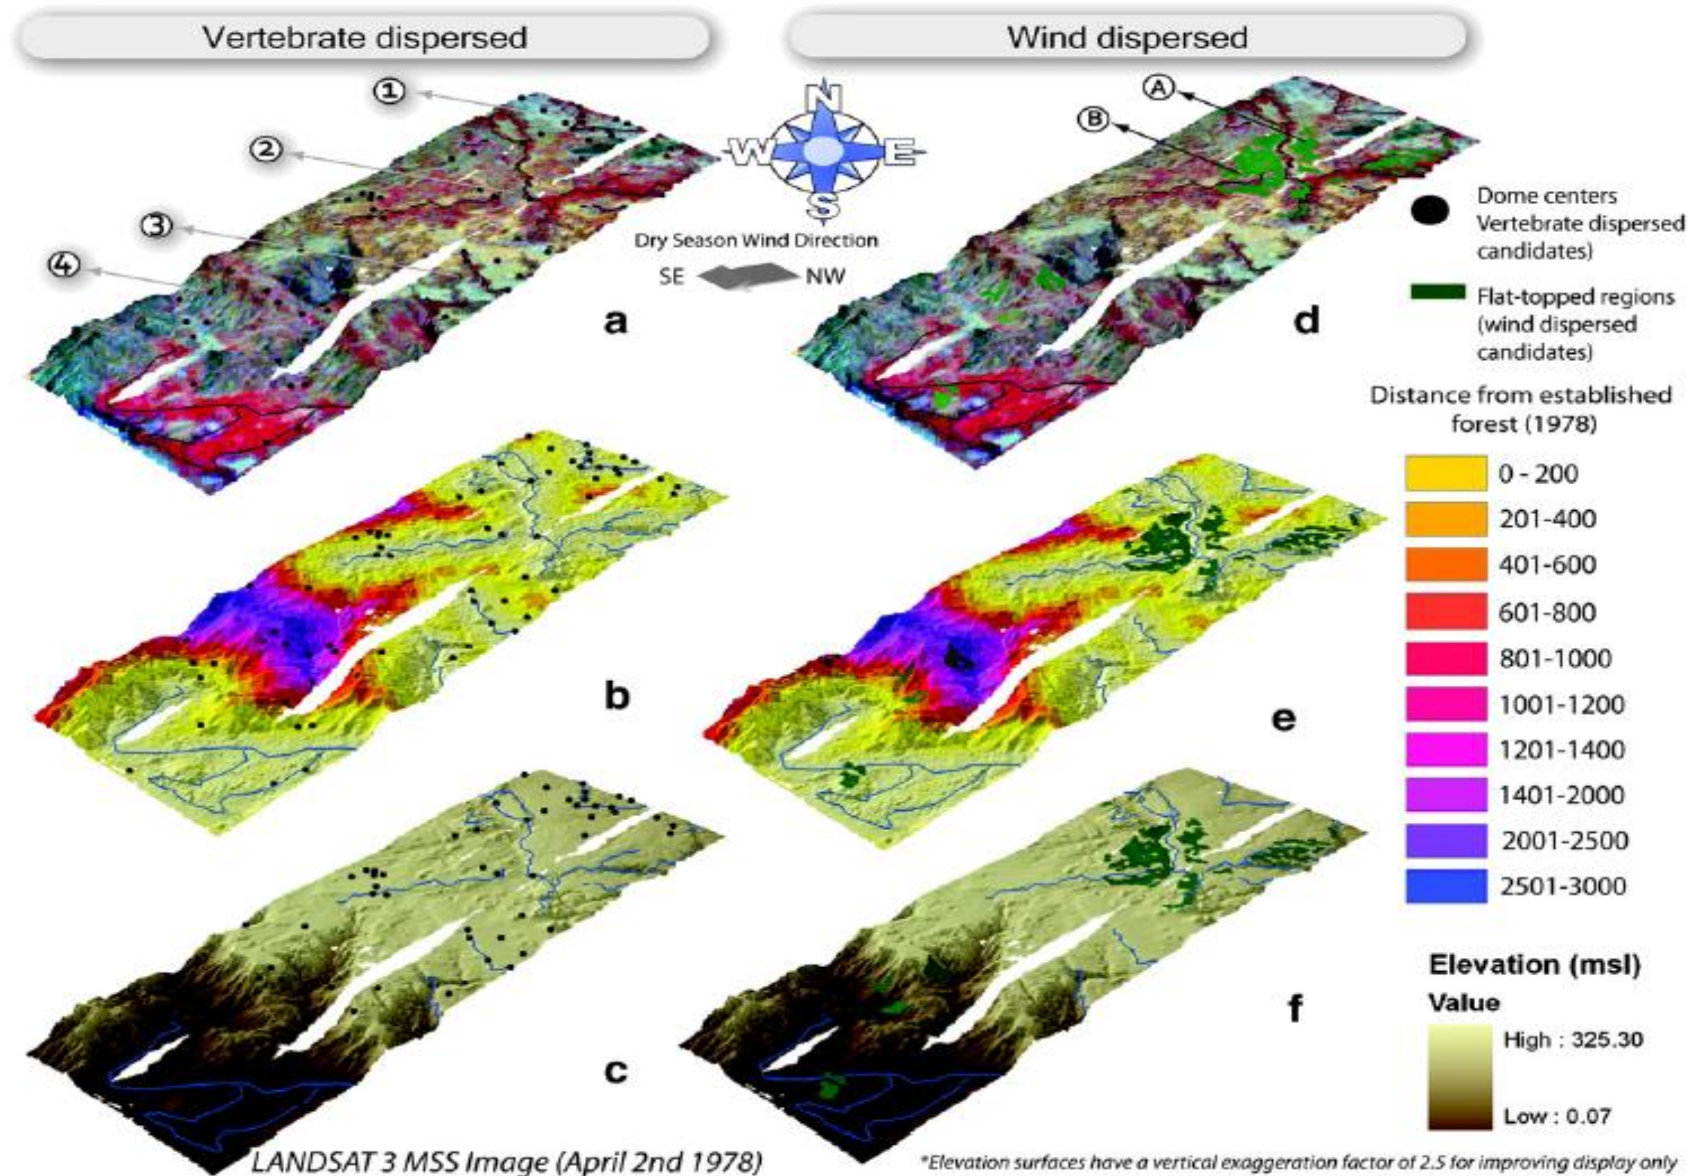 Vertebrate dispersed
Wind dispersed
①
②
③
④
N
W E
S
Dry Season Wind Direction
SE NW
a
Ⓐ
Ⓑ
d
Dome centers
Vertebrate dispersed
candidates)
Flat-topped regions
(wind dispersed
candidates)
Distance from established
forest (1978)
0 - 200
201-400
401-600
601-800
801-1000
1001-1200
1201-1400
1401-2000
2001-2500
2501-3000
b
e
c
f
Elevation (msl)
Value
High : 325.30
Low : 0.07
LANDSAT 3 MSS Image (April 2nd 1978)
*Elevation surfaces have a vertical exaggeration factor of 2.5 for improving display only